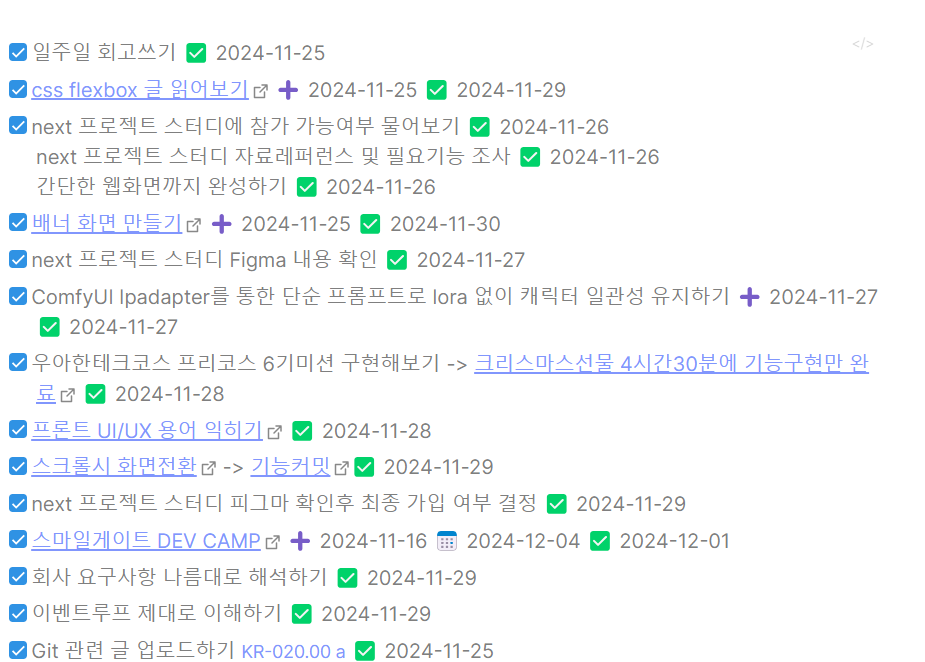 </>
일주일 회고쓰기 ✅ 2024-11-25
css flexbox 글 읽어보기 ➕ 2024-11-25 ✅ 2024-11-29
next 프로젝트 스터디에 참가 가능여부 물어보기 ✅ 2024-11-26
next 프로젝트 스터디 자료레퍼런스 및 필요기능 조사 ✅ 2024-11-26
간단한 웹화면까지 완성하기 ✅ 2024-11-26
배너 화면 만들기 ➕ 2024-11-25 ✅ 2024-11-30
next 프로젝트 스터디 Figma 내용 확인 ✅ 2024-11-27
ComfyUI Ipadapter를 통한 단순 프롬프트로 lora 없이 캐릭터 일관성 유지하기 ➕ 2024-11-27
✅ 2024-11-27
우아한테크코스 프리코스 6기미션 구현해보기 -> 크리스마스선물 4시간30분에 기능구현만 완
료 ✅ 2024-11-28
프론트 UI/UX 용어 익히기 ✅ 2024-11-28
스크롤시 화면전환 -> 기능커밋 ✅ 2024-11-29
next 프로젝트 스터디 피그마 확인후 최종 가입 여부 결정 ✅ 2024-11-29
스마일게이트 DEV CAMP ➕ 2024-11-16 📅 2024-12-04 ✅ 2024-12-01
회사 요구사항 나름대로 해석하기 ✅ 2024-11-29
이벤트루프 제대로 이해하기 ✅ 2024-11-29
Git 관련 글 업로드하기 KR-020.00 a ✅ 2024-11-25